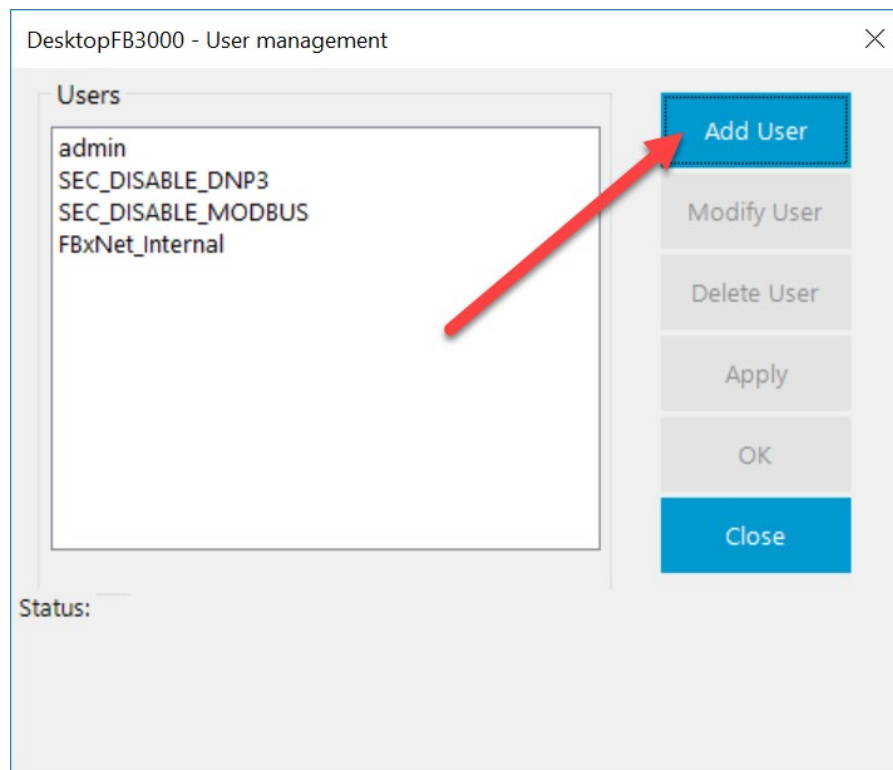 DesktopFB3000 - User management
Users
admin
SEC_DISABLE_DNP3
SEC_DISABLE_MODBUS
FBxNet_Internal
Add User
Modify User
Delete User
Apply
OK
Close
Status: